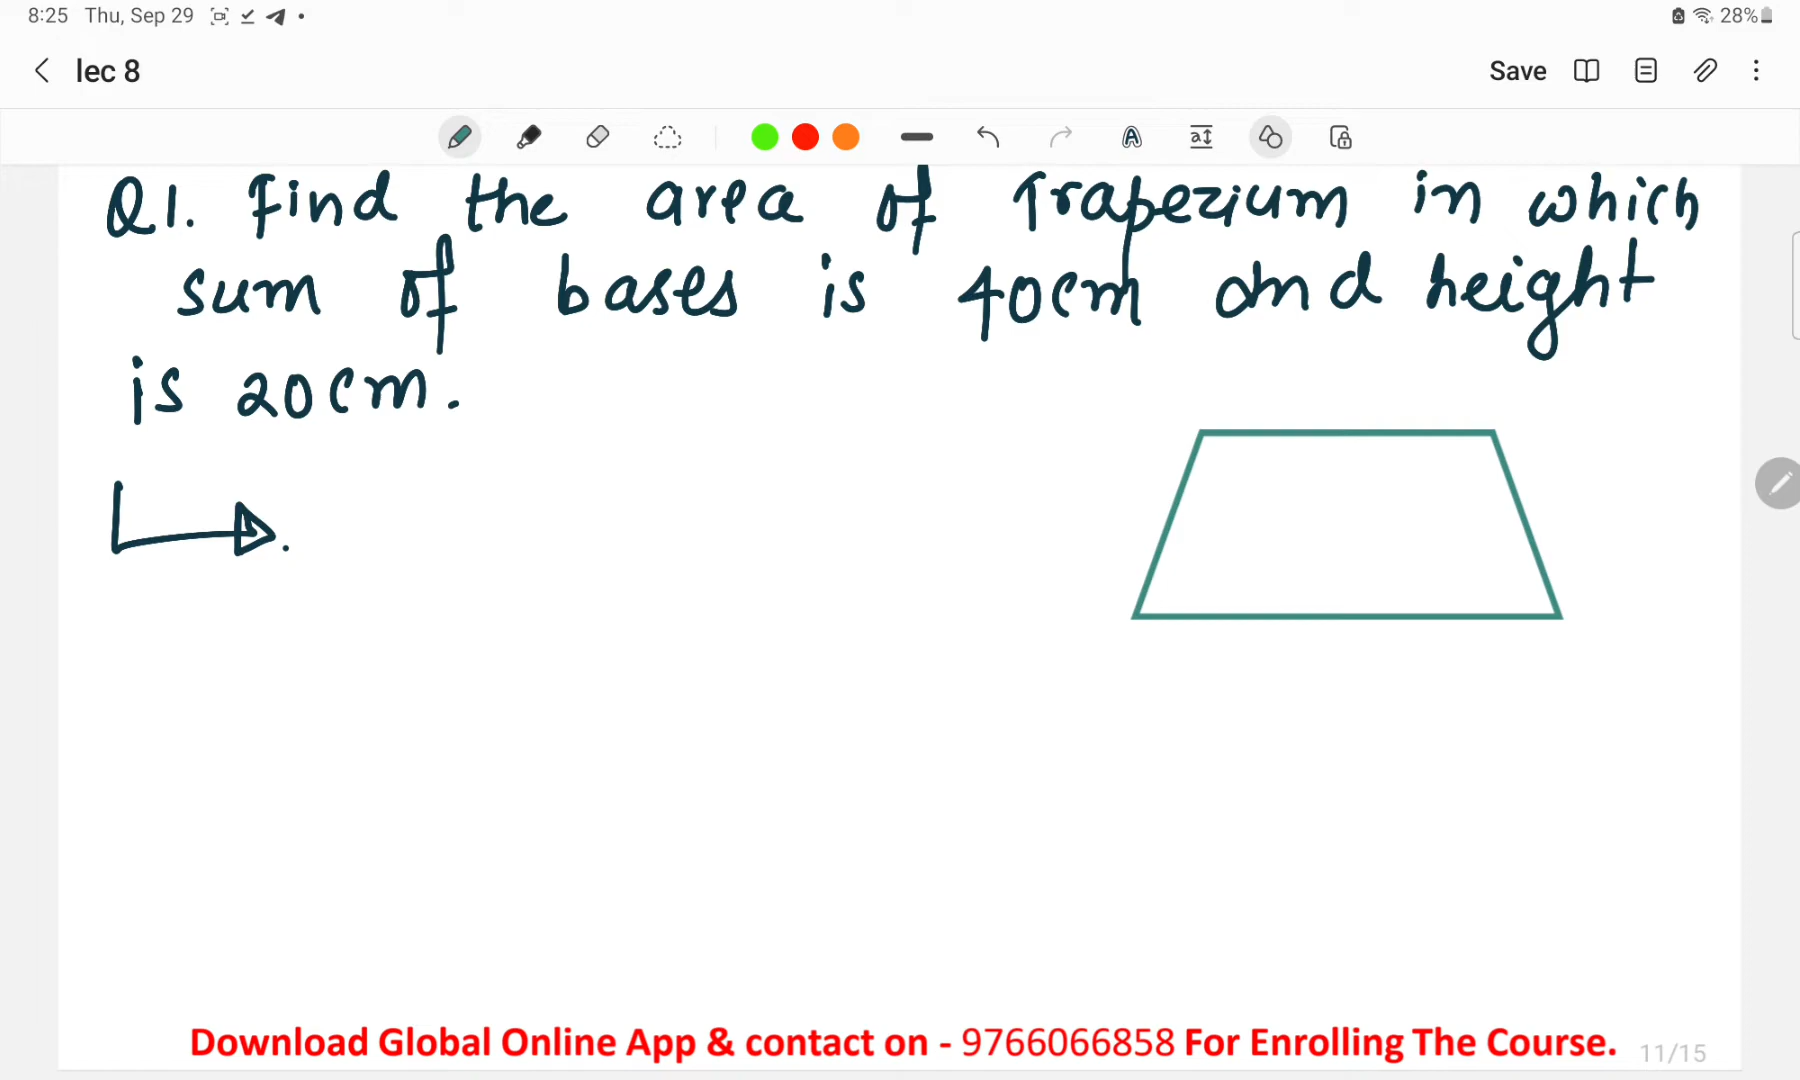 8:25 Thu, Sep 29 28%
lec 8
Save
Q1. Find the area of Trapezium in which
sum of bases is 40cm and height
is 20cm.
Download Global Online App & contact on - 9766066858 For Enrolling The Course.
11/15